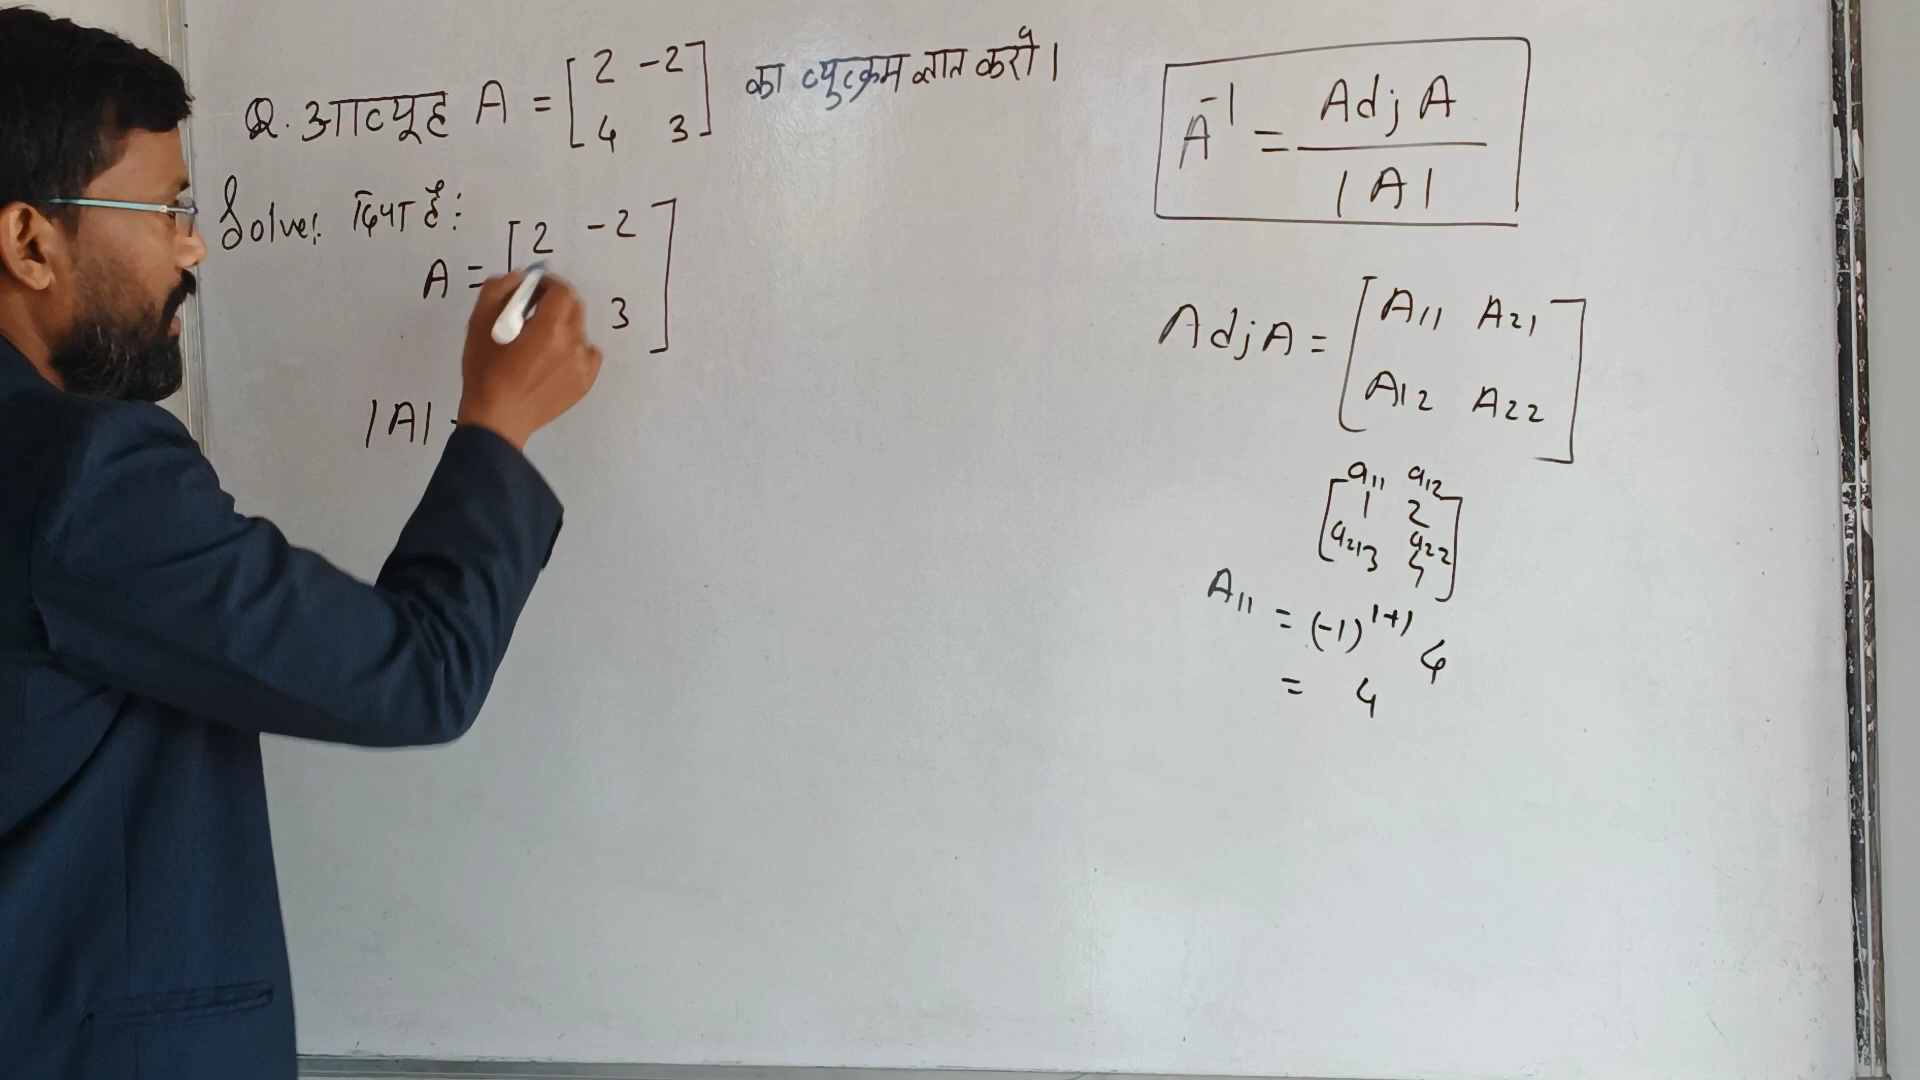 Q. आव्यूह A = [2 -2
4 3] का व्युत्क्रम ज्ञात करो।
Solve: दिया है:
A = [2 -2
3]
|A| -
A⁻¹ = Adj A
|A|
Adj A = [A11 A21
A12 A22]
a11 a12
[1 2
a21 3 a22 4]
A11 = (-1)^1+1 4
= 4